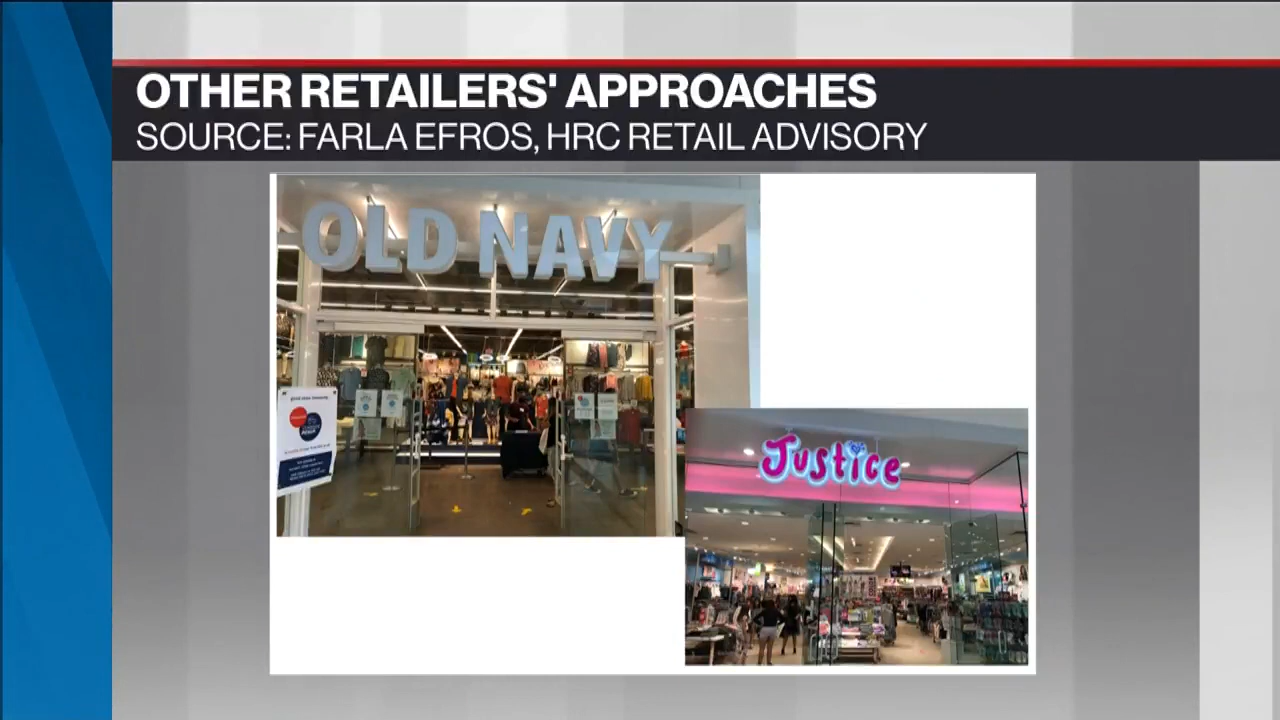 OTHER RETAILERS' APPROACHES
SOURCE: FARLA EFROS, HRC RETAIL ADVISORY
OLD NAVY
Justice